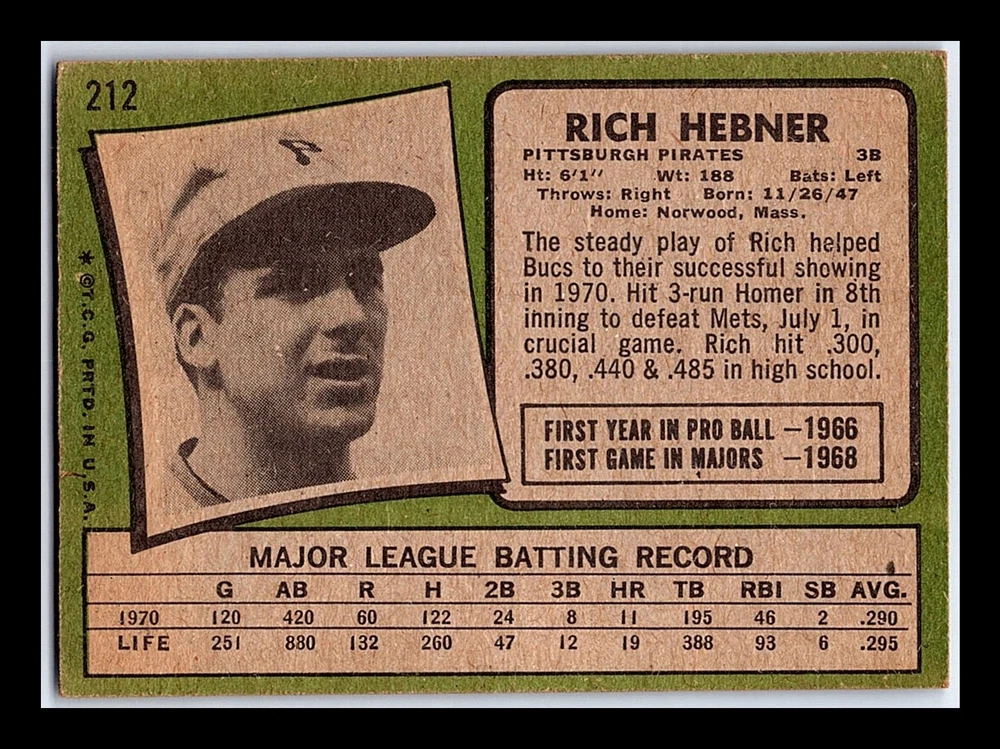 212
P
RICH HEBNER
PITTSBURGH PIRATES 3B
Ht: 6'1" Wt: 188 Bats: Left
Throws: Right Born: 11/26/47
Home: Norwood, Mass.
The steady play of Rich helped
Bucs to their successful showing
in 1970. Hit 3-run Homer in 8th
inning to defeat Mets, July 1, in
crucial game. Rich hit .300,
.380, .440 & .485 in high school.
FIRST YEAR IN PRO BALL —1966
FIRST GAME IN MAJORS —1968
* ©T.C.G. PRTD. IN U.S.A.
MAJOR LEAGUE BATTING RECORD
G AB R H 2B 3B HR TB RBI SB AVG.
1970 120 420 60 122 24 8 11 195 46 2 .290
LIFE 251 880 132 260 47 12 19 388 93 6 .295